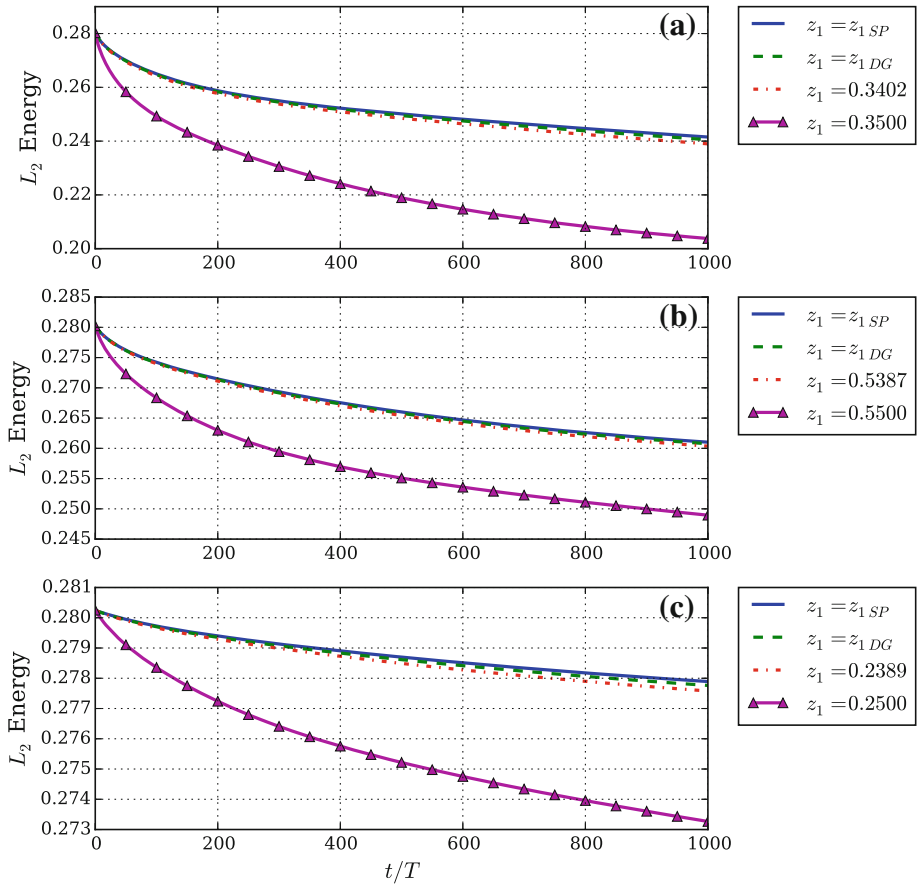 (a)
L₂ Energy
0.28
0.26
0.24
0.22
0.20
0 200 400 600 800 1000
z₁ = z₁ SP
z₁ = z₁ DG
z₁ = 0.3402
z₁ = 0.3500
(b)
L₂ Energy
0.285
0.280
0.275
0.270
0.265
0.260
0.255
0.250
0.245
0 200 400 600 800 1000
z₁ = z₁ SP
z₁ = z₁ DG
z₁ = 0.5387
z₁ = 0.5500
(c)
L₂ Energy
0.281
0.280
0.279
0.278
0.277
0.276
0.275
0.274
0.273
0 200 400 600 800 1000
t/T
z₁ = z₁ SP
z₁ = z₁ DG
z₁ = 0.2389
z₁ = 0.2500